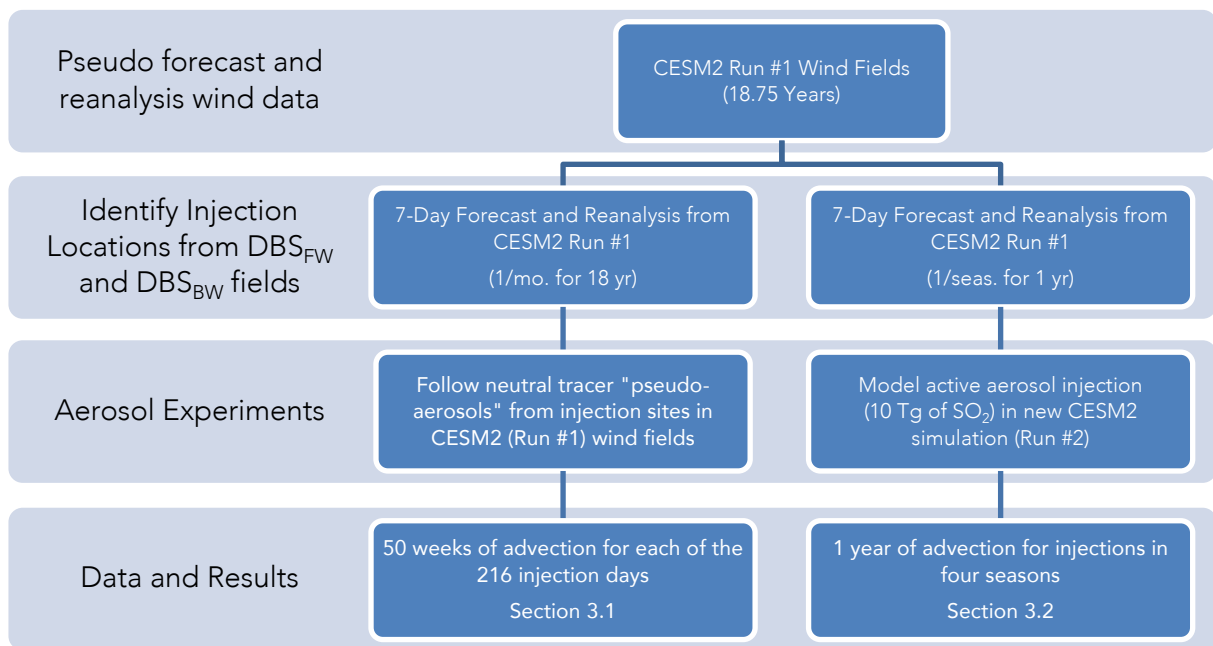 Pseudo forecast and
reanalysis wind data
CESM2 Run #1 Wind Fields
(18.75 Years)
Identify Injection
Locations from DBS_FW
and DBS_BW fields
7-Day Forecast and Reanalysis from
CESM2 Run #1
(1/mo. for 18 yr)
7-Day Forecast and Reanalysis from
CESM2 Run #1
(1/seas. for 1 yr)
Aerosol Experiments
Follow neutral tracer "pseudo-
aerosols" from injection sites in
CESM2 (Run #1) wind fields
Model active aerosol injection
(10 Tg of SO₂) in new CESM2
simulation (Run #2)
Data and Results
50 weeks of advection for each of the
216 injection days
Section 3.1
1 year of advection for injections in
four seasons
Section 3.2